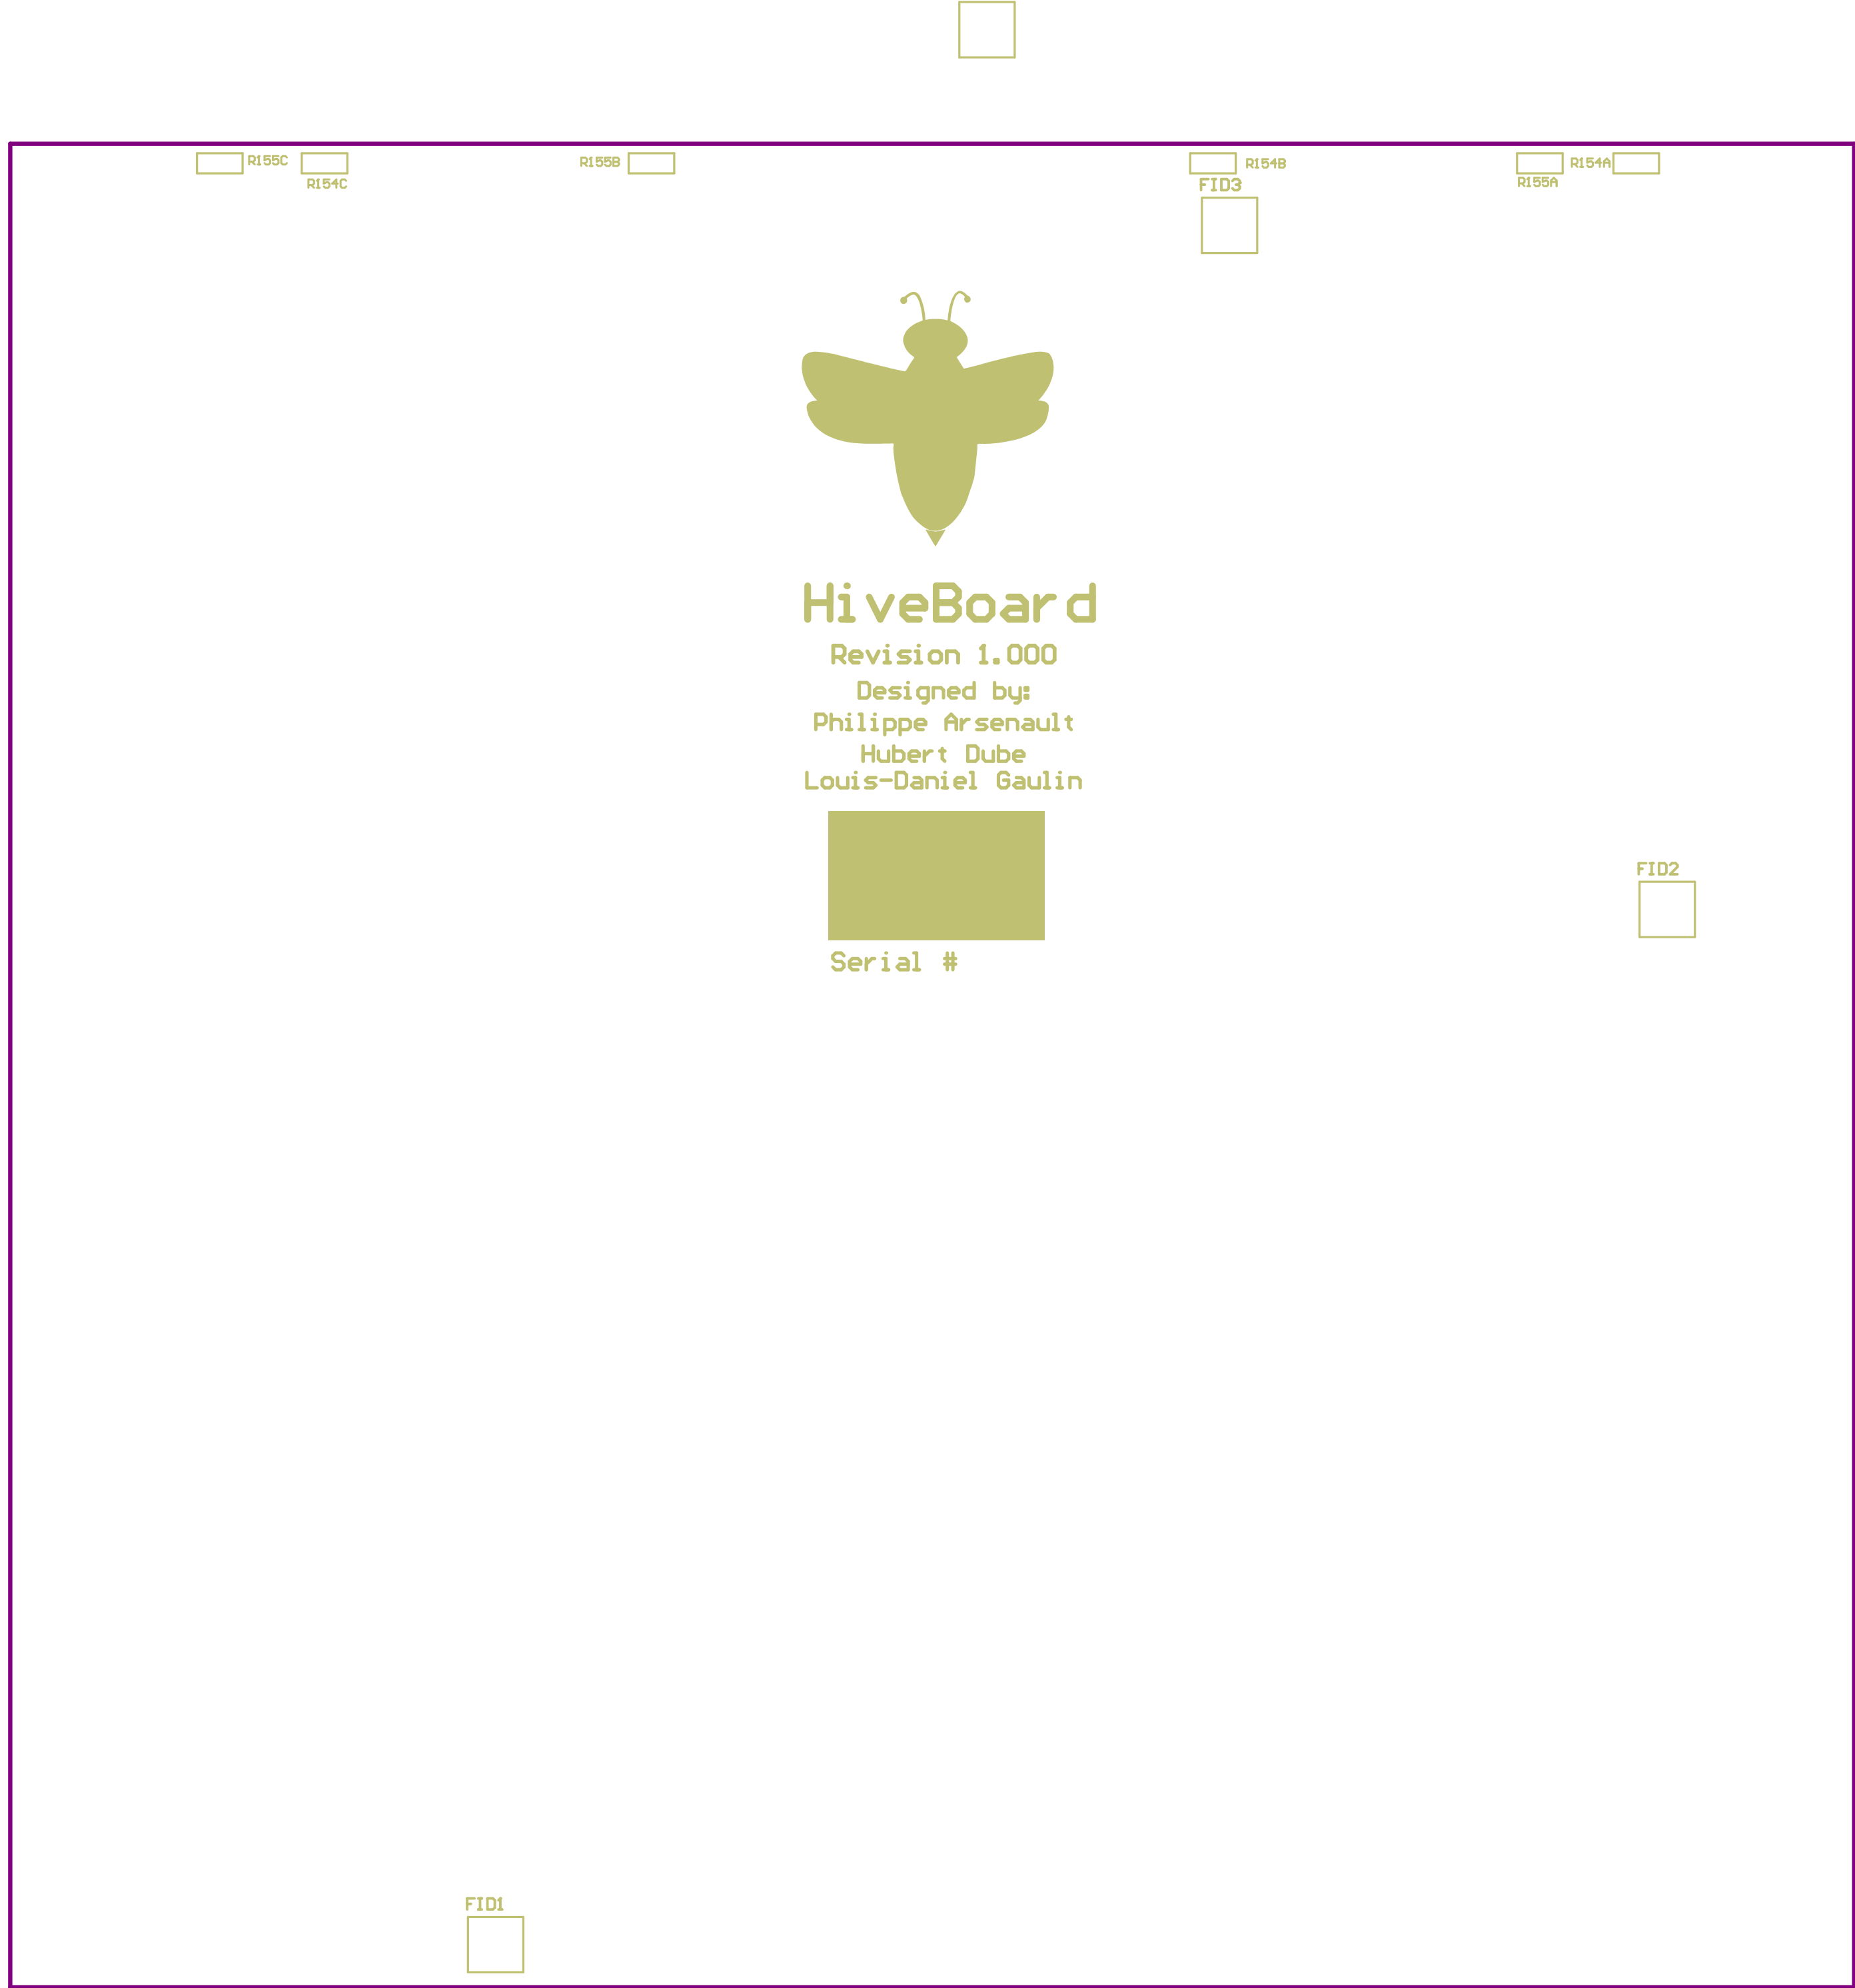 R155C
R154C
R155B
R154B
R154A
R155A
FID3
HiveBoard
Revision 1.000
Designed by:
Philippe Arsenault
Hubert Dube
Louis-Daniel Gaulin
FID2
Serial #
FID1